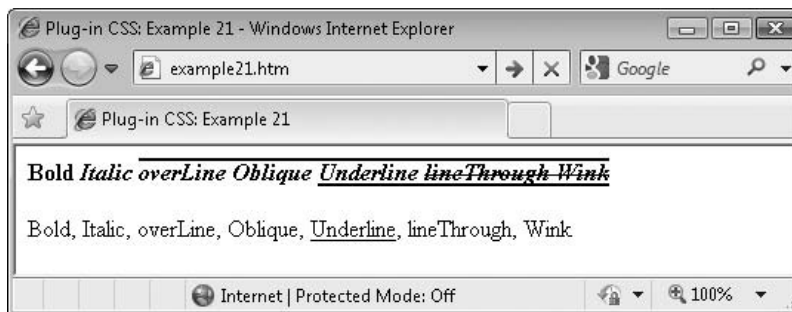 Plug-in CSS: Example 21 - Windows Internet Explorer
example21.htm
Google
Plug-in CSS: Example 21
Bold Italic overLine Oblique Underline lineThrough Wink
Bold, Italic, overLine, Oblique, Underline, lineThrough, Wink
Internet | Protected Mode: Off
100%